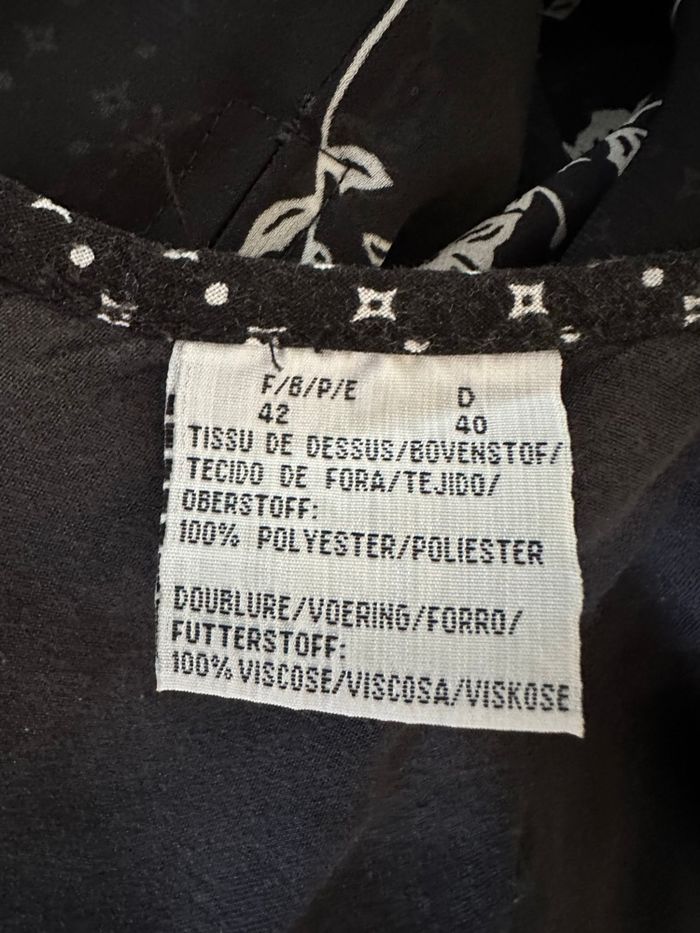 F/B/P/E D
42 40
TISSU DE DESSUS/BOVENSTOF/
TECIDO DE FORA/TEJIDO/
OBERSTOFF:
100% POLYESTER/POLIESTER
DOUBLURE/VOERING/FORRO/
FUTTERSTOFF:
100% VISCOSE/VISCOSA/VISKOSE